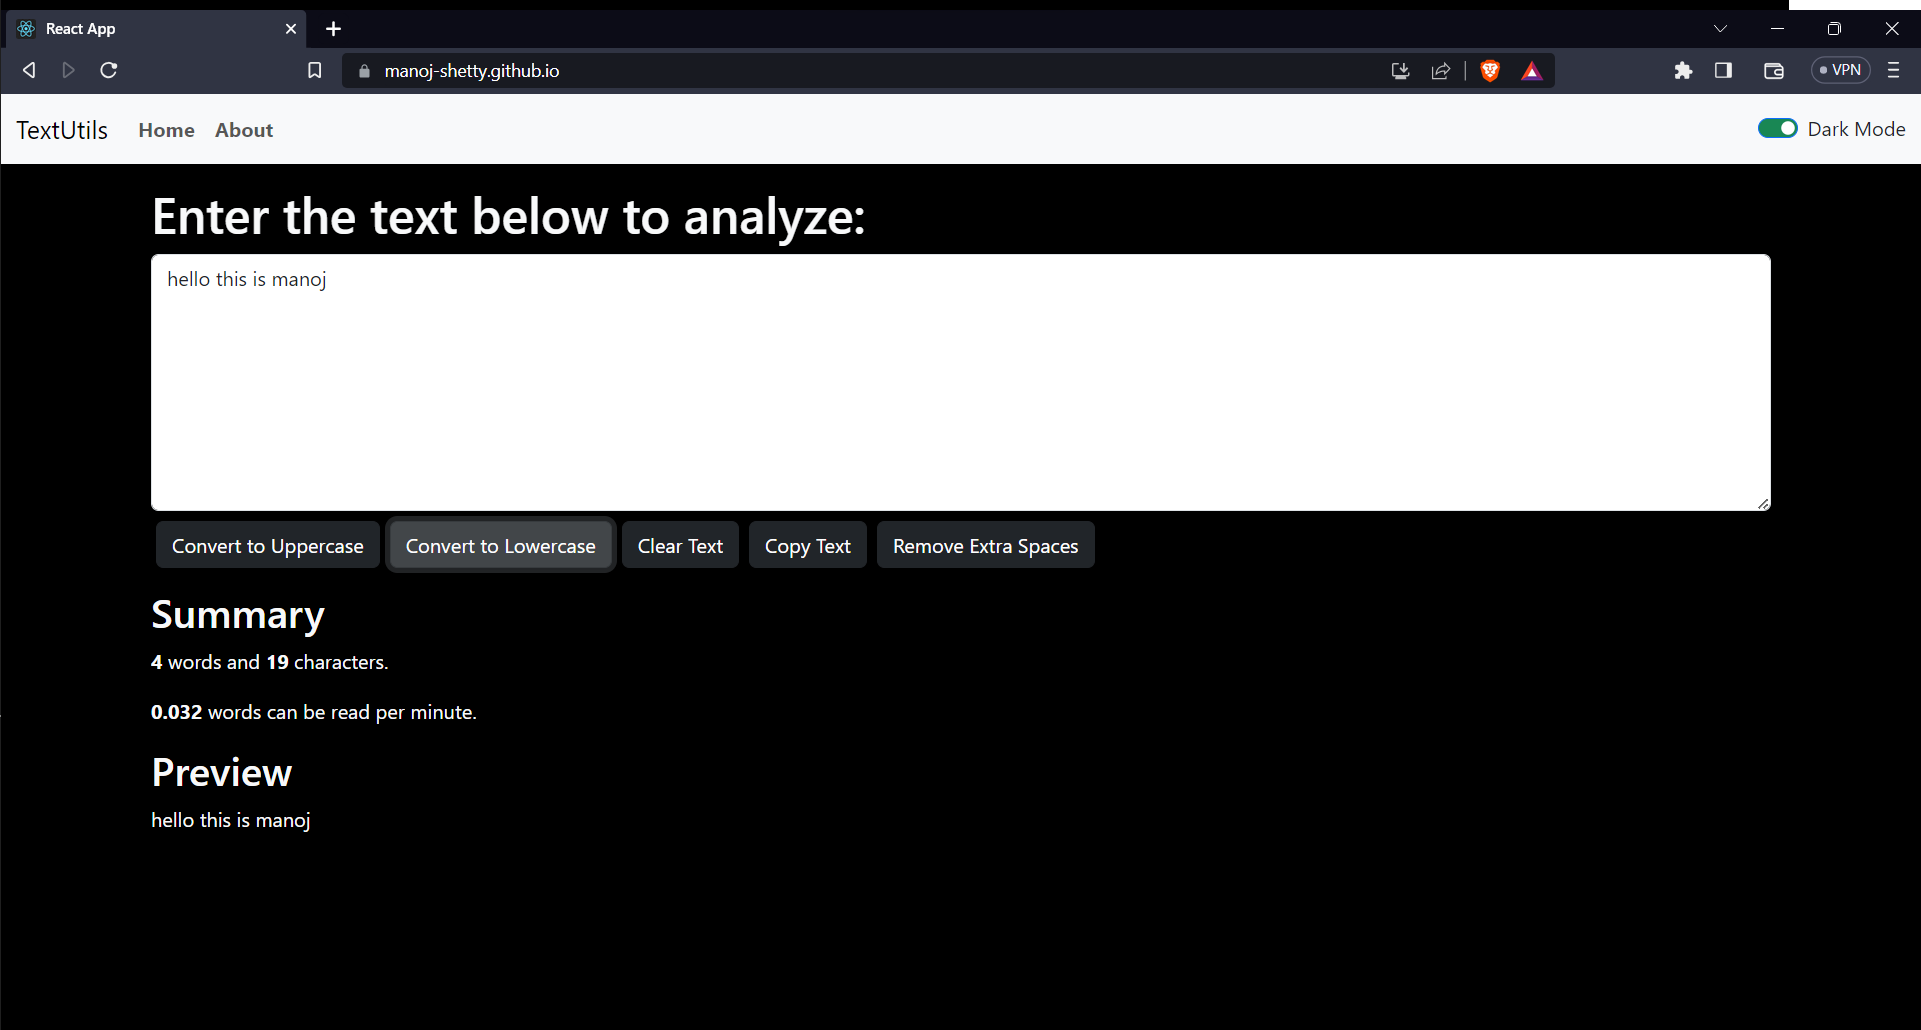 React App
manoj-shetty.github.io
VPN
TextUtils Home About Dark Mode
Enter the text below to analyze:
hello this is manoj
Convert to Uppercase Convert to Lowercase Clear Text Copy Text Remove Extra Spaces
Summary
4 words and 19 characters.
0.032 words can be read per minute.
Preview
hello this is manoj